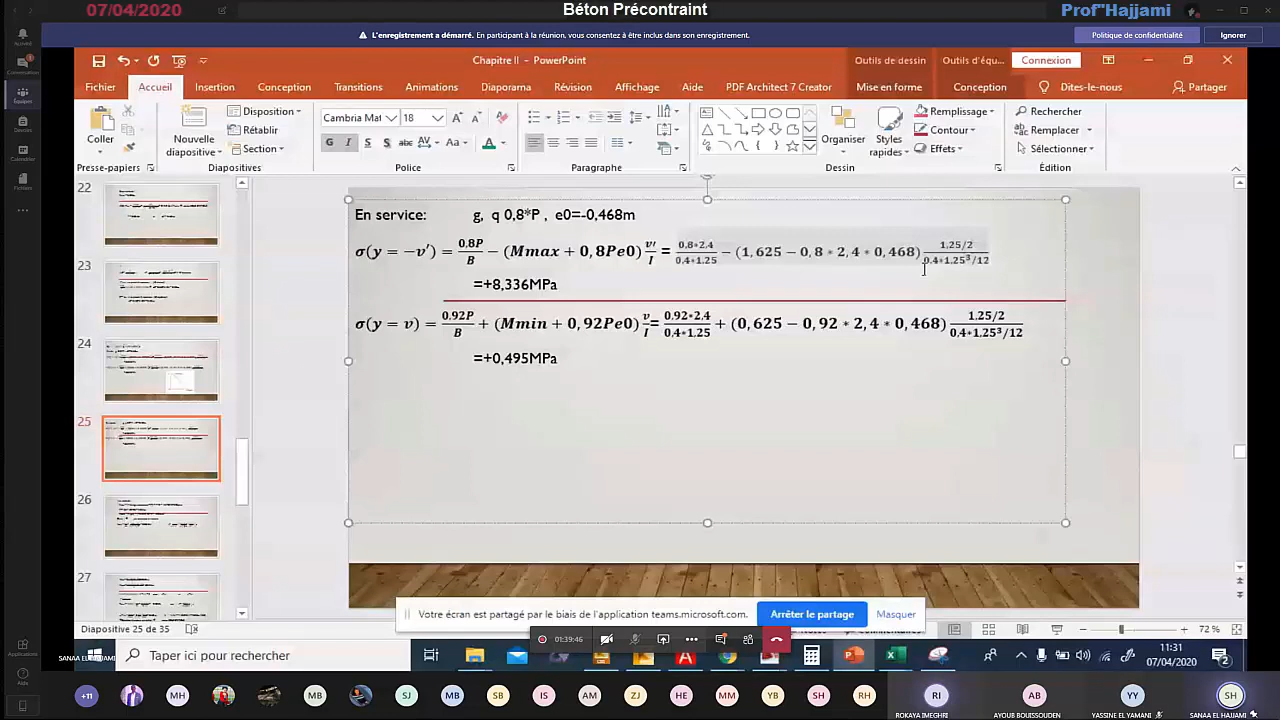 07/04/2020
Béton Précontraint
Prof"Hajjami
L'enregistrement a démarré. En participant à la réunion, vous consentez à être inclus dans son enregistrement.
Politique de confidentialité
Ignorer
Chapitre II - PowerPoint
Outils de dessin
Outils d'équ...
Connexion
Fichier
Accueil
Insertion
Conception
Transitions
Animations
Diaporama
Révision
Affichage
Aide
PDF Architect 7 Creator
Mise en forme
Conception
Dites-le-nous
Partager
Coller
Nouvelle diapositive
Disposition
Rétablir
Section
Cambria Mat
18
G I S S abc AV Aa A
Organiser
Styles rapides
Remplissage
Contour
Effets
Rechercher
Remplacer
Sélectionner
Presse-papiers
Diapositives
Police
Paragraphe
Dessin
Édition
22
23
24
25
26
27
En service: g, q 0,8*P , e0=-0,468m
σ(y = −v′) = 0,8P/B − (Mmax + 0,8Pe0) v′/I = 0,8∗2,4/0,4∗1,25 − (1,625 − 0,8 ∗ 2,4 ∗ 0,468) 1,25/2/0,4∗1,25³/12
=+8,336MPa
σ(y = v) = 0,92P/B + (Mmin + 0,92Pe0) v/I = 0,92∗2,4/0,4∗1,25 + (0,625 − 0,92 ∗ 2,4 ∗ 0,468) 1,25/2/0,4∗1,25³/12
=+0,495MPa
Votre écran est partagé par le biais de l'application teams.microsoft.com.
Arrêter le partage
Masquer
Diapositive 25 de 35
01:39:46
72 %
SANAA EL HAJJAMI
Taper ici pour rechercher
11:31
07/04/2020
2
+11
MH
MB
SJ
MB
SB
IS
AM
ZJ
HE
MM
YB
SH
RH
RI
AB
YY
SH
ROKAYA IMEGHRI
AYOUB BOUISSOUDEN
YASSINE EL YAMANI
SANAA EL HAJJAMI